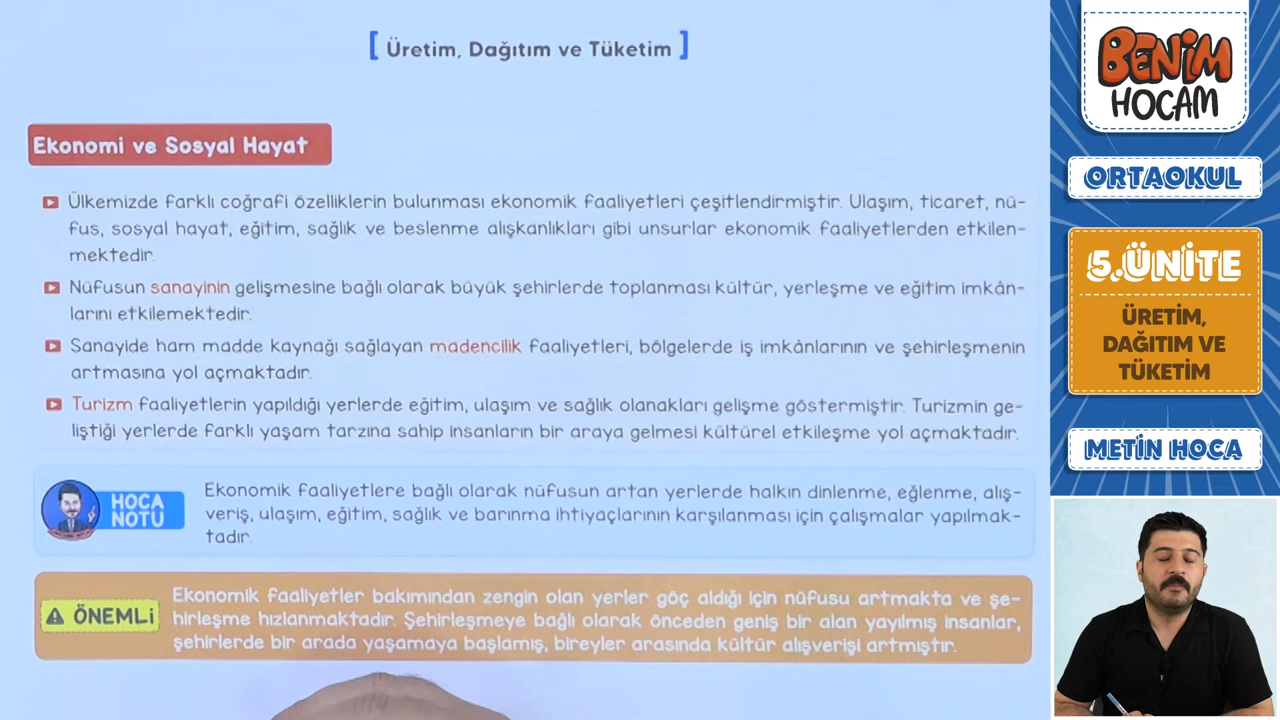 [ Üretim, Dağıtım ve Tüketim ]
Ekonomi ve Sosyal Hayat
Ülkemizde farklı coğrafi özelliklerin bulunması ekonomik faaliyetleri çeşitlendirmiştir. Ulaşım, ticaret, nü-
fus, sosyal hayat, eğitim, sağlık ve beslenme alışkanlıkları gibi unsurlar ekonomik faaliyetlerden etkilen-
mektedir.
Nüfusun sanayinin gelişmesine bağlı olarak büyük şehirlerde toplanması kültür, yerleşme ve eğitim imkân-
larını etkilemektedir.
Sanayide ham madde kaynağı sağlayan madencilik faaliyetleri, bölgelerde iş imkânlarının ve şehirleşmenin
artmasına yol açmaktadır.
Turizm faaliyetlerin yapıldığı yerlerde eğitim, ulaşım ve sağlık olanakları gelişme göstermiştir. Turizmin ge-
liştiği yerlerde farklı yaşam tarzına sahip insanların bir araya gelmesi kültürel etkileşme yol açmaktadır.
HOCA
NOTU
Ekonomik faaliyetlere bağlı olarak nüfusun artan yerlerde halkın dinlenme, eğlenme, alış-
veriş, ulaşım, eğitim, sağlık ve barınma ihtiyaçlarının karşılanması için çalışmalar yapılmak-
tadır.
ÖNEMLİ
Ekonomik faaliyetler bakımından zengin olan yerler göç aldığı için nüfusu artmakta ve şe-
hirleşme hızlanmaktadır. Şehirleşmeye bağlı olarak önceden geniş bir alan yayılmış insanlar,
şehirlerde bir arada yaşamaya başlamış, bireyler arasında kültür alışverişi artmıştır.
BENİM
HOCAM
ORTAOKUL
5.ÜNİTE
ÜRETİM,
DAĞITIM VE
TÜKETİM
METİN HOCA